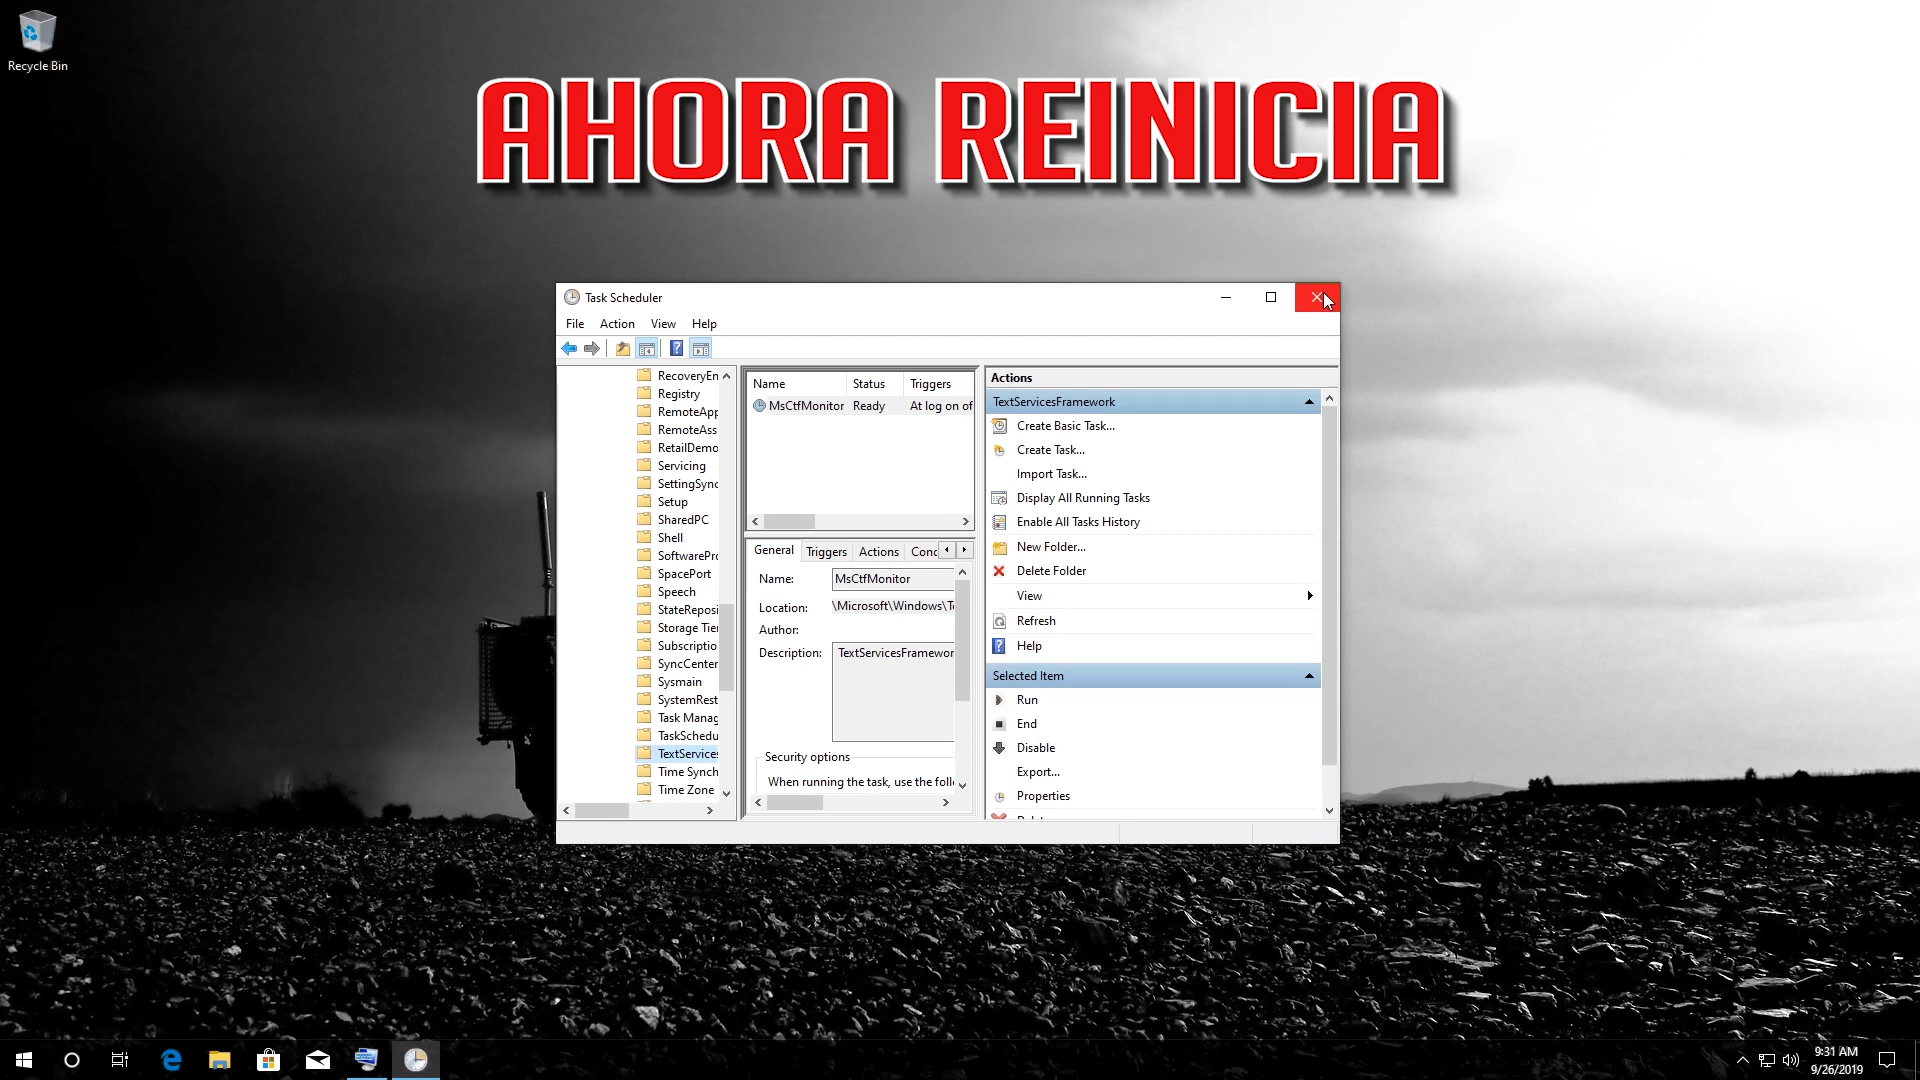 Recycle Bin
AHORA REINICIA
Task Scheduler
File Action View Help
RecoveryEn
Registry
RemoteApp
RemoteAss
RetailDemo
Servicing
SettingSync
Setup
SharedPC
Shell
SoftwarePro
SpacePort
Speech
StateReposi
Storage Tier
Subscriptio
SyncCenter
Sysmain
SystemRest
Task Manag
TaskSchedu
TextServices
Time Synch
Time Zone
Name Status Triggers
MsCtfMonitor Ready At log on of
General Triggers Actions Conc
Name: MsCtfMonitor
Location: \Microsoft\Windows\Te
Author:
Description: TextServicesFramewor
Security options
When running the task, use the foll
Actions
TextServicesFramework
Create Basic Task...
Create Task...
Import Task...
Display All Running Tasks
Enable All Tasks History
New Folder...
Delete Folder
View
Refresh
Help
Selected Item
Run
End
Disable
Export...
Properties
9:31 AM
9/26/2019